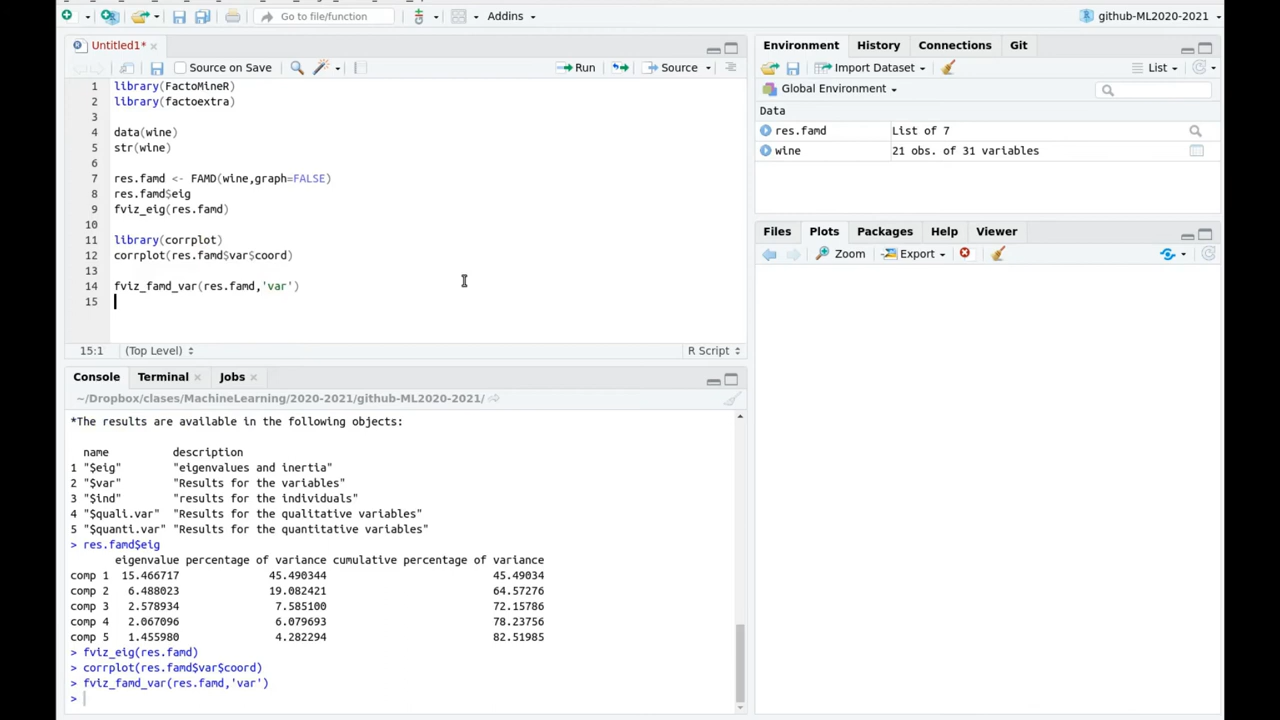 Go to file/function
Addins
github-ML2020-2021
Untitled1*
Source on Save
Run
Source
1 library(FactoMineR)
2 library(factoextra)
3
4 data(wine)
5 str(wine)
6
7 res.famd <- FAMD(wine,graph=FALSE)
8 res.famd$eig
9 fviz_eig(res.famd)
10
11 library(corrplot)
12 corrplot(res.famd$var$coord)
13
14 fviz_famd_var(res.famd,'var')
15
15:1 (Top Level) R Script
Console Terminal Jobs
~/Dropbox/clases/MachineLearning/2020-2021/github-ML2020-2021/
*The results are available in the following objects:
name description
1 "$eig" "eigenvalues and inertia"
2 "$var" "Results for the variables"
3 "$ind" "results for the individuals"
4 "$quali.var" "Results for the qualitative variables"
5 "$quanti.var" "Results for the quantitative variables"
> res.famd$eig
eigenvalue percentage of variance cumulative percentage of variance
comp 1 15.466717 45.490344 45.49034
comp 2 6.488023 19.082421 64.57276
comp 3 2.578934 7.585100 72.15786
comp 4 2.067096 6.079693 78.23756
comp 5 1.455980 4.282294 82.51985
> fviz_eig(res.famd)
> corrplot(res.famd$var$coord)
> fviz_famd_var(res.famd,'var')
>
Environment History Connections Git
Import Dataset List
Global Environment
Data
res.famd List of 7
wine 21 obs. of 31 variables
Files Plots Packages Help Viewer
Zoom Export